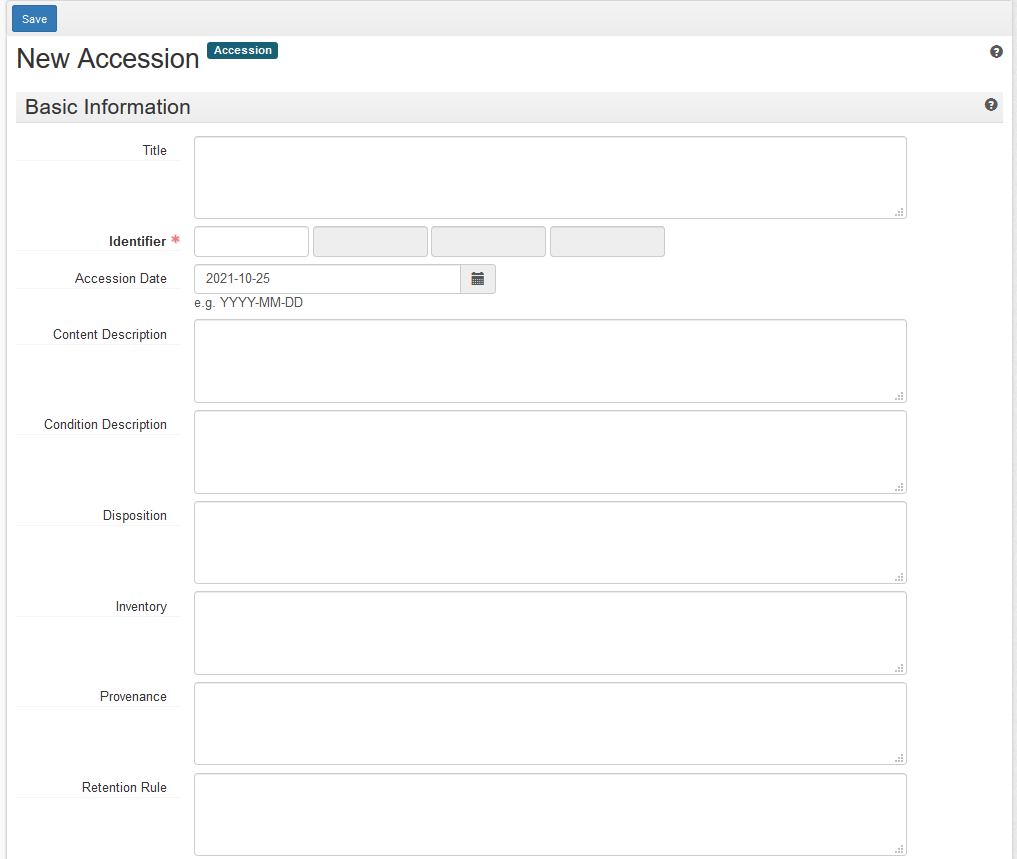 Save
New Accession Accession
Basic Information
Title
Identifier *
Accession Date 2021-10-25
e.g. YYYY-MM-DD
Content Description
Condition Description
Disposition
Inventory
Provenance
Retention Rule